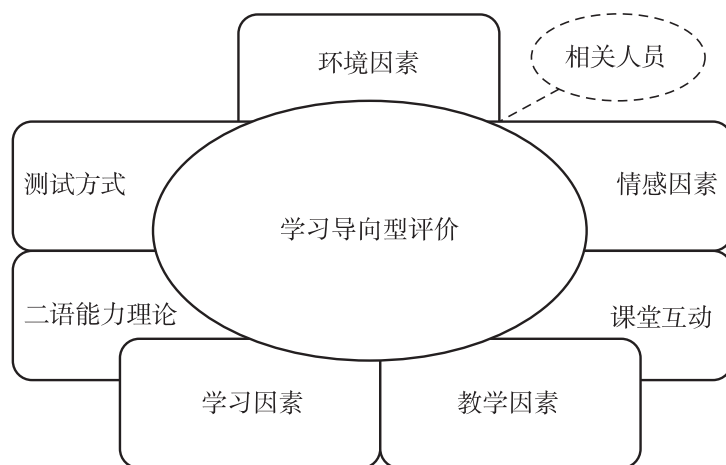 环境因素
相关人员
测试方式
情感因素
学习导向型评价
二语能力理论
课堂互动
学习因素
教学因素